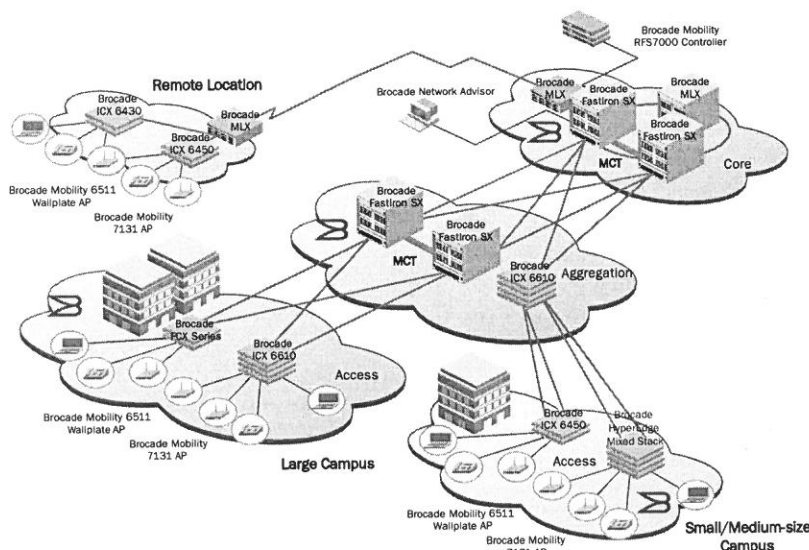 Brocade Mobility
RFS7000 Controller
Remote Location
Brocade
ICX 6430
Brocade
MLX
Brocade
ICX 6450
Brocade Mobility 6511
Wallplate AP
Brocade Mobility
7131 AP
Brocade Network Advisor
Brocade
MLX
Brocade
FastIron SX
Brocade
MLX
Brocade
FastIron SX
MCT
Core
Brocade
FastIron SX
Brocade
FastIron SX
MCT
Brocade
ICX 6610
Aggregation
Brocade
FCX Series
Brocade
ICX 6610
Access
Brocade Mobility 6511
Wallplate AP
Brocade Mobility
7131 AP
Large Campus
Brocade
ICX 6450
Brocade
HyperEdge
Mixed Stack
Access
Brocade Mobility 6511
Wallplate AP
Brocade Mobility
7131 AP
Small/Medium-size
Campus